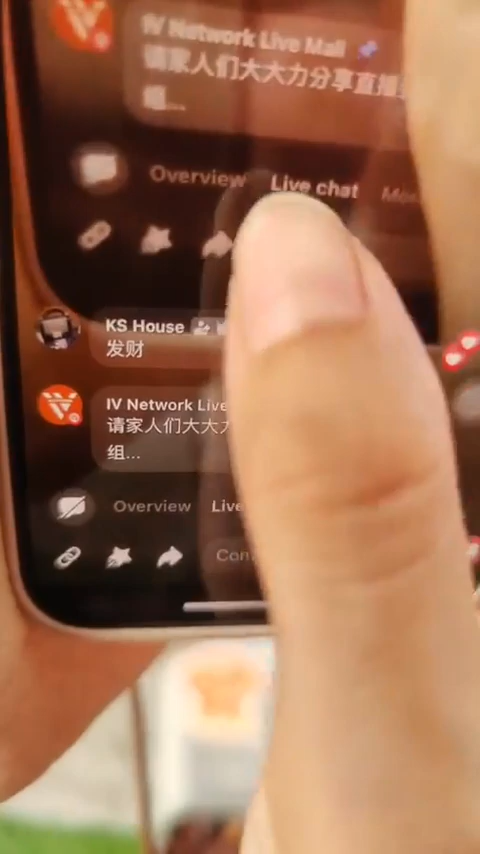 IV Network Live Mall
请家人们大大力分享直播
组...
Overview Live chat
KS House
发财
IV Network Live
请家人们大大力
组...
Overview Live